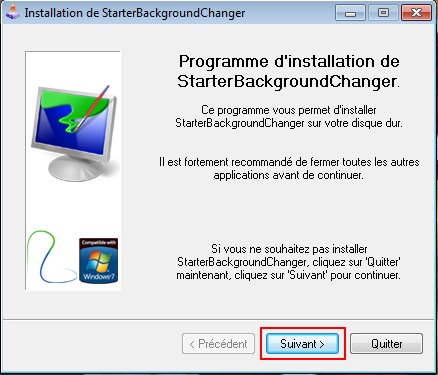 Installation de StarterBackgroundChanger
Programme d'installation de
StarterBackgroundChanger.
Ce programme vous permet d'installer
StarterBackgroundChanger sur votre disque dur.
Il est fortement recommandé de fermer toutes les autres
applications avant de continuer.
Compatible with
Windows 7
Si vous ne souhaitez pas installer
StarterBackgroundChanger, cliquez sur 'Quitter'
maintenant, cliquez sur 'Suivant' pour continuer.
< Précédent
Suivant >
Quitter